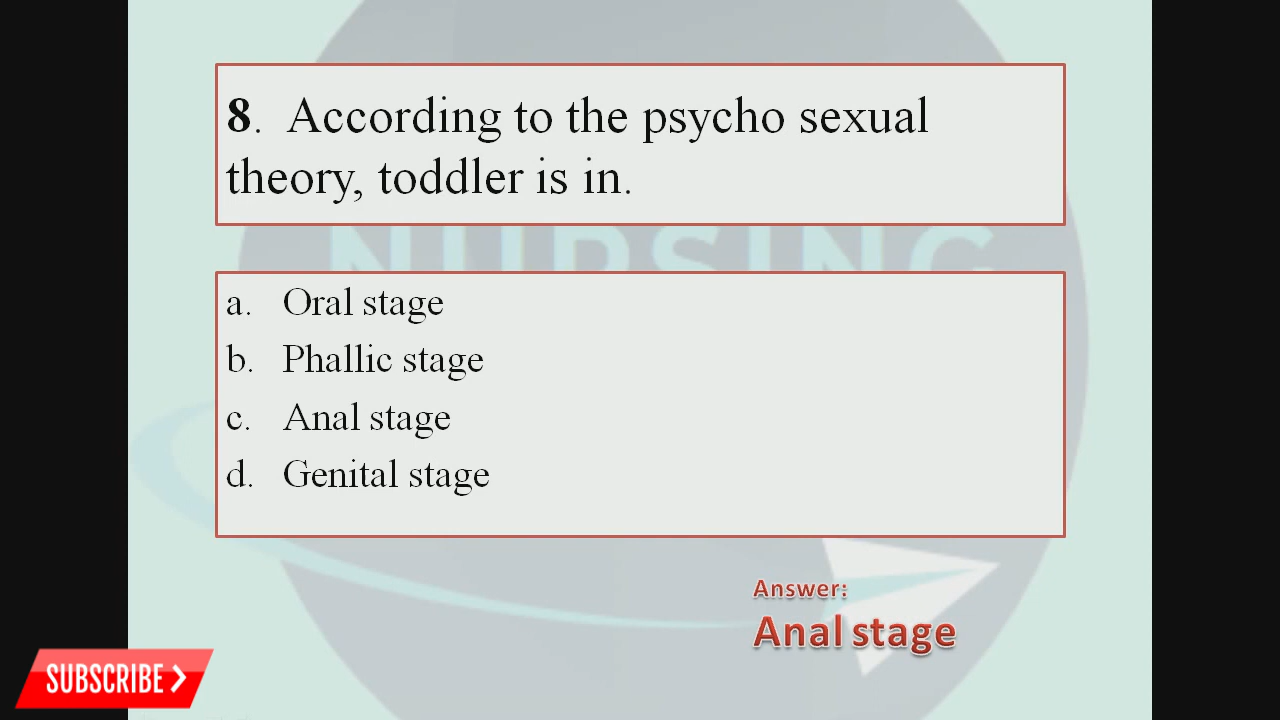 8. According to the psycho sexual
theory, toddler is in.
NURSING
a. Oral stage
b. Phallic stage
c. Anal stage
d. Genital stage
Answer:
Anal stage
SUBSCRIBE